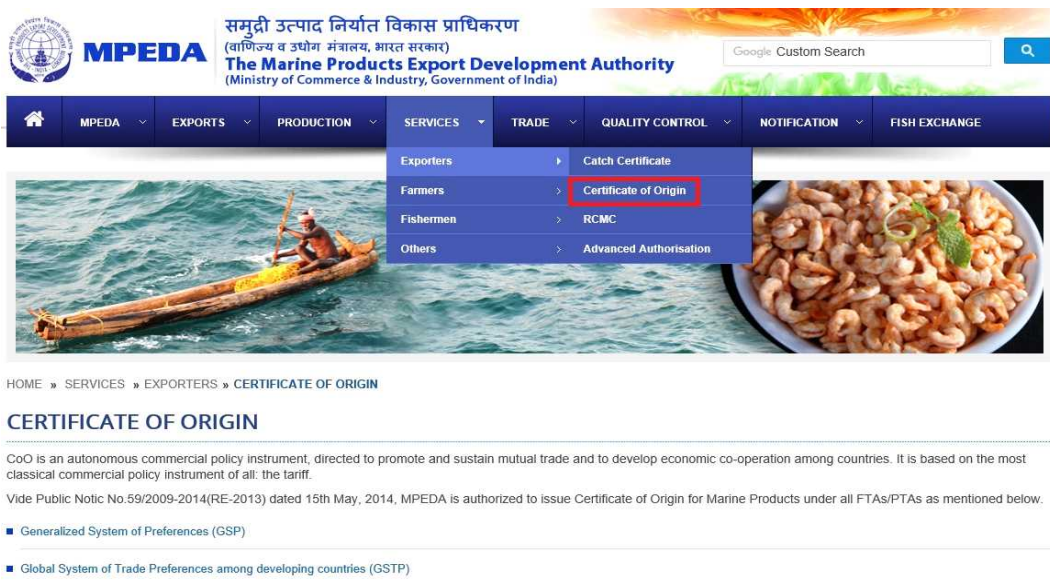 समुद्री उत्पाद निर्यात विकास प्राधिकरण
(वाणिज्य व उधोग मंत्रालय, भारत सरकार)
MPEDA
The Marine Products Export Development Authority
(Ministry of Commerce & Industry, Government of India)
Google Custom Search
MPEDA EXPORTS PRODUCTION SERVICES TRADE QUALITY CONTROL NOTIFICATION FISH EXCHANGE
Exporters
Farmers
Fishermen
Others
Catch Certificate
Certificate of Origin
RCMC
Advanced Authorisation
HOME » SERVICES » EXPORTERS » CERTIFICATE OF ORIGIN
CERTIFICATE OF ORIGIN
CoO is an autonomous commercial policy instrument, directed to promote and sustain mutual trade and to develop economic co-operation among countries. It is based on the most
classical commercial policy instrument of all: the tariff.
Vide Public Notic No.59/2009-2014(RE-2013) dated 15th May, 2014, MPEDA is authorized to issue Certificate of Origin for Marine Products under all FTAs/PTAs as mentioned below.
Generalized System of Preferences (GSP)
Global System of Trade Preferences among developing countries (GSTP)